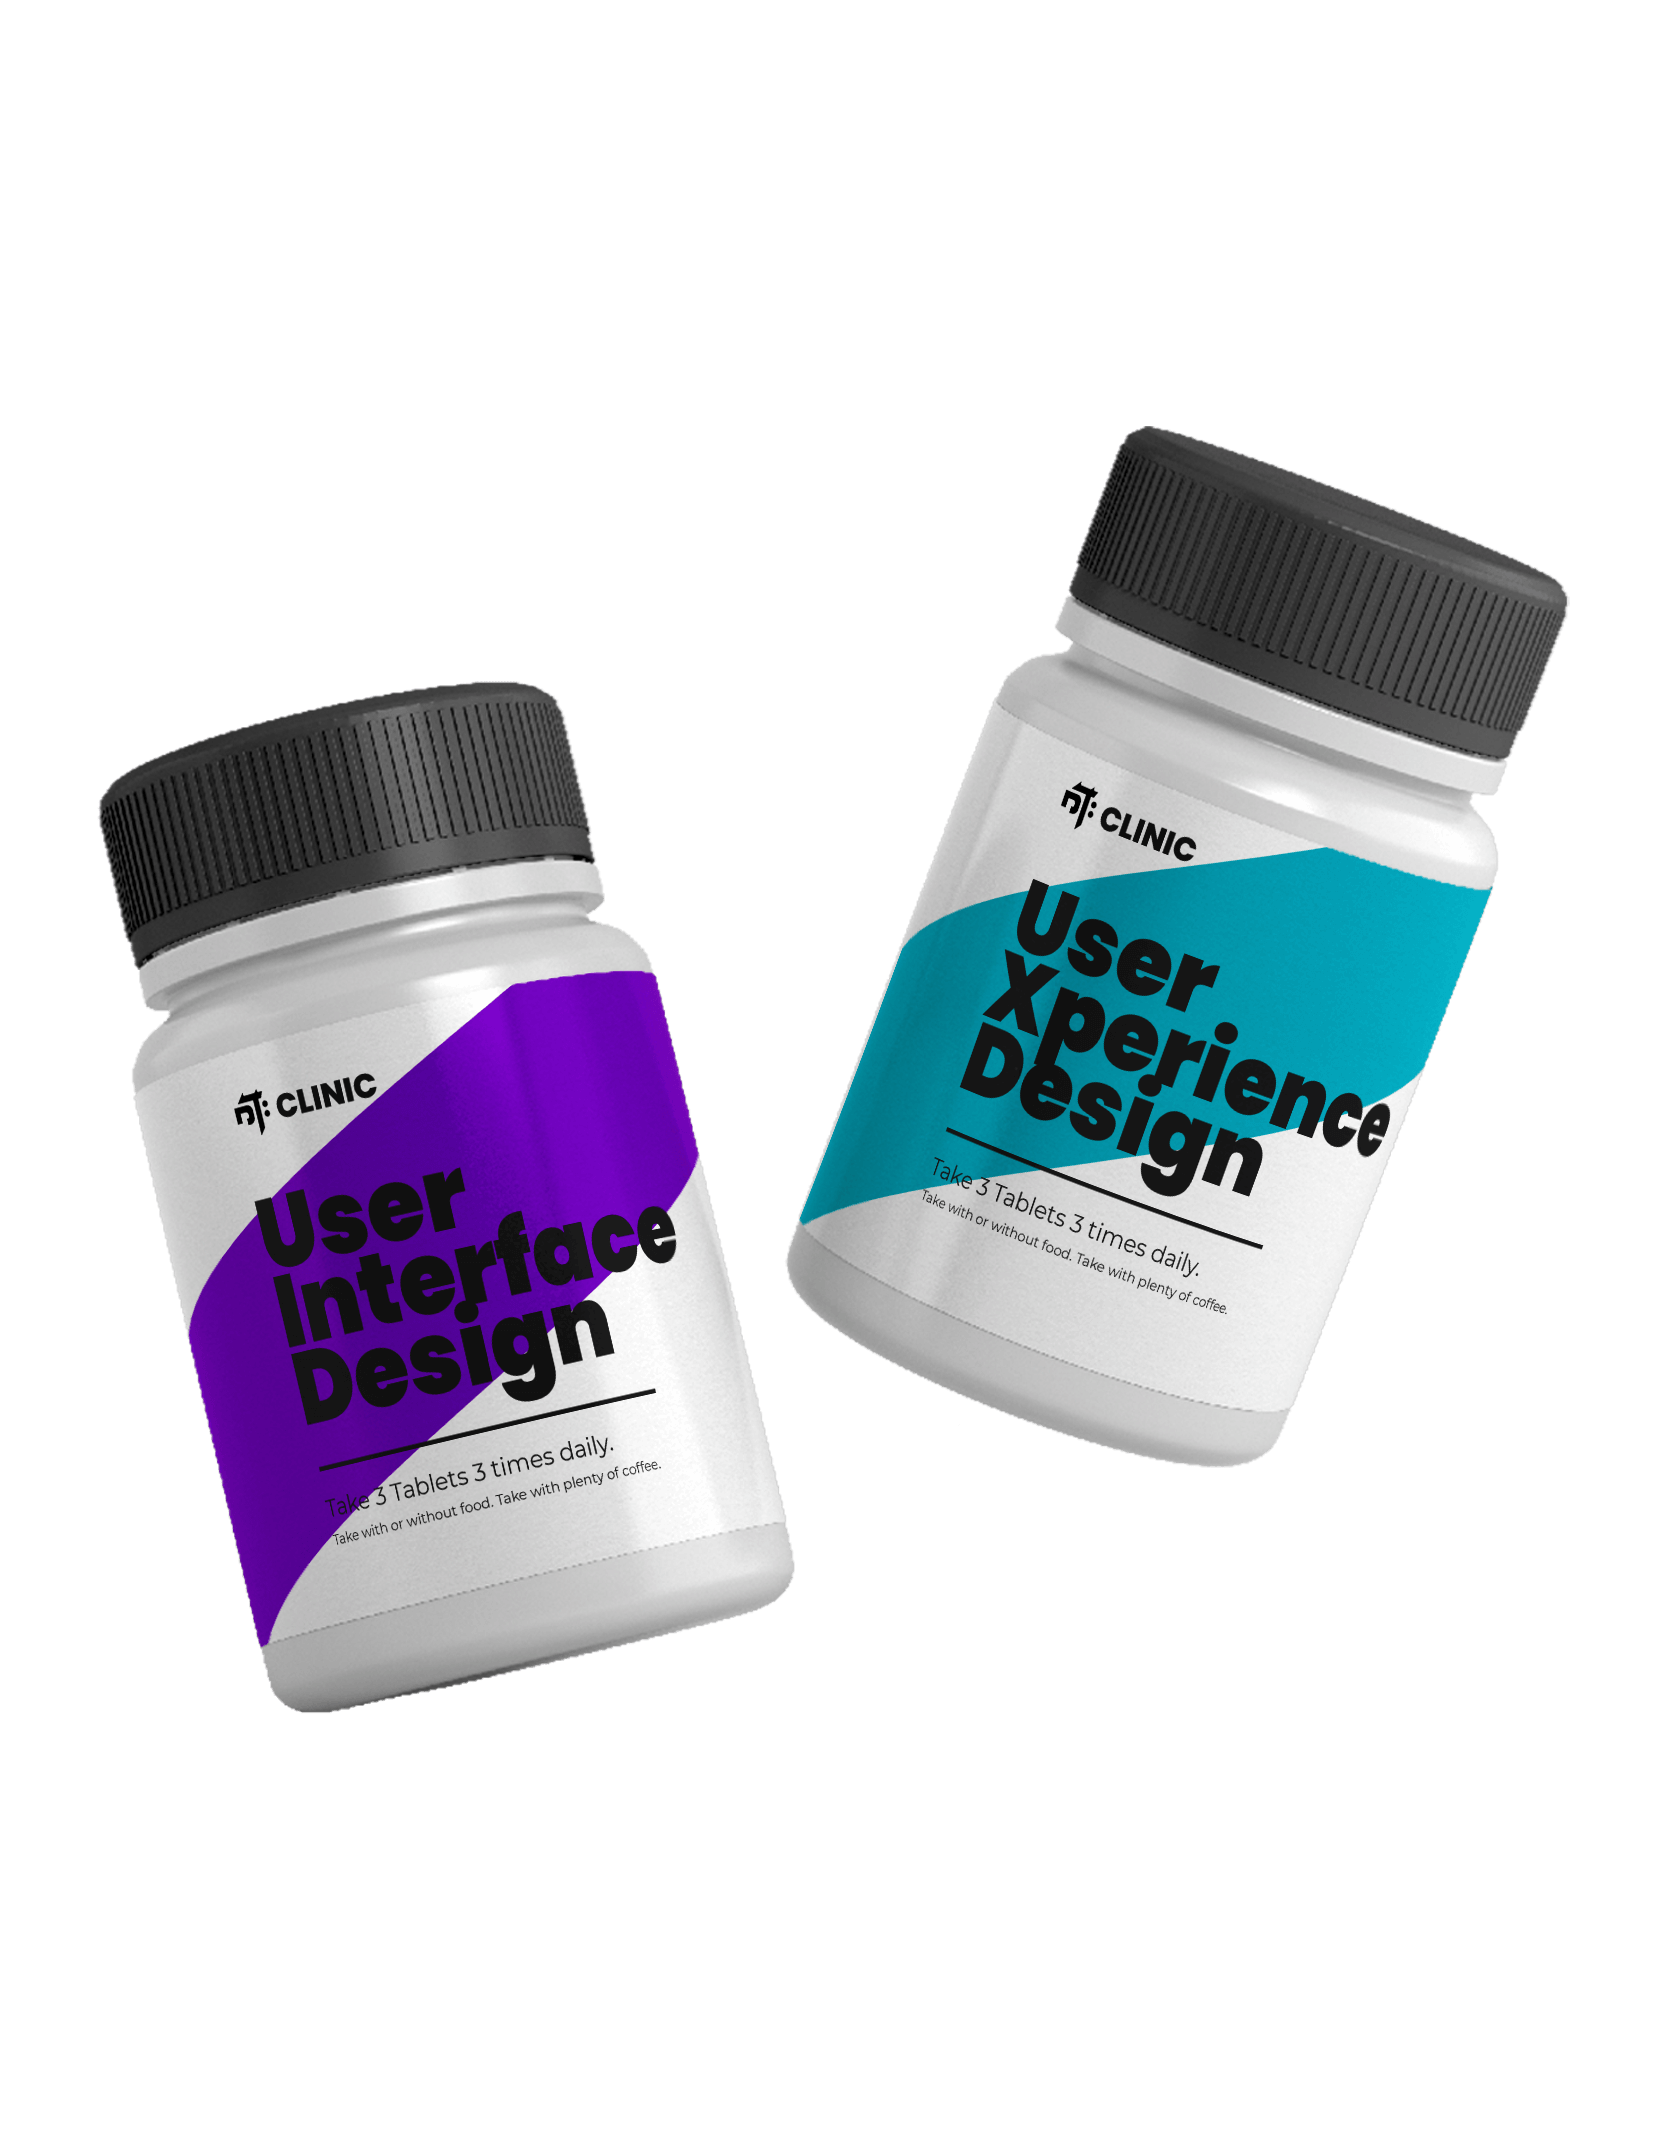 CLINIC
User
Interface
Design
Take 3 Tablets 3 times daily.
Take with or without food. Take with plenty of coffee.
CLINIC
User
Xperience
Design
Take 3 Tablets 3 times daily.
Take with or without food. Take with plenty of coffee.